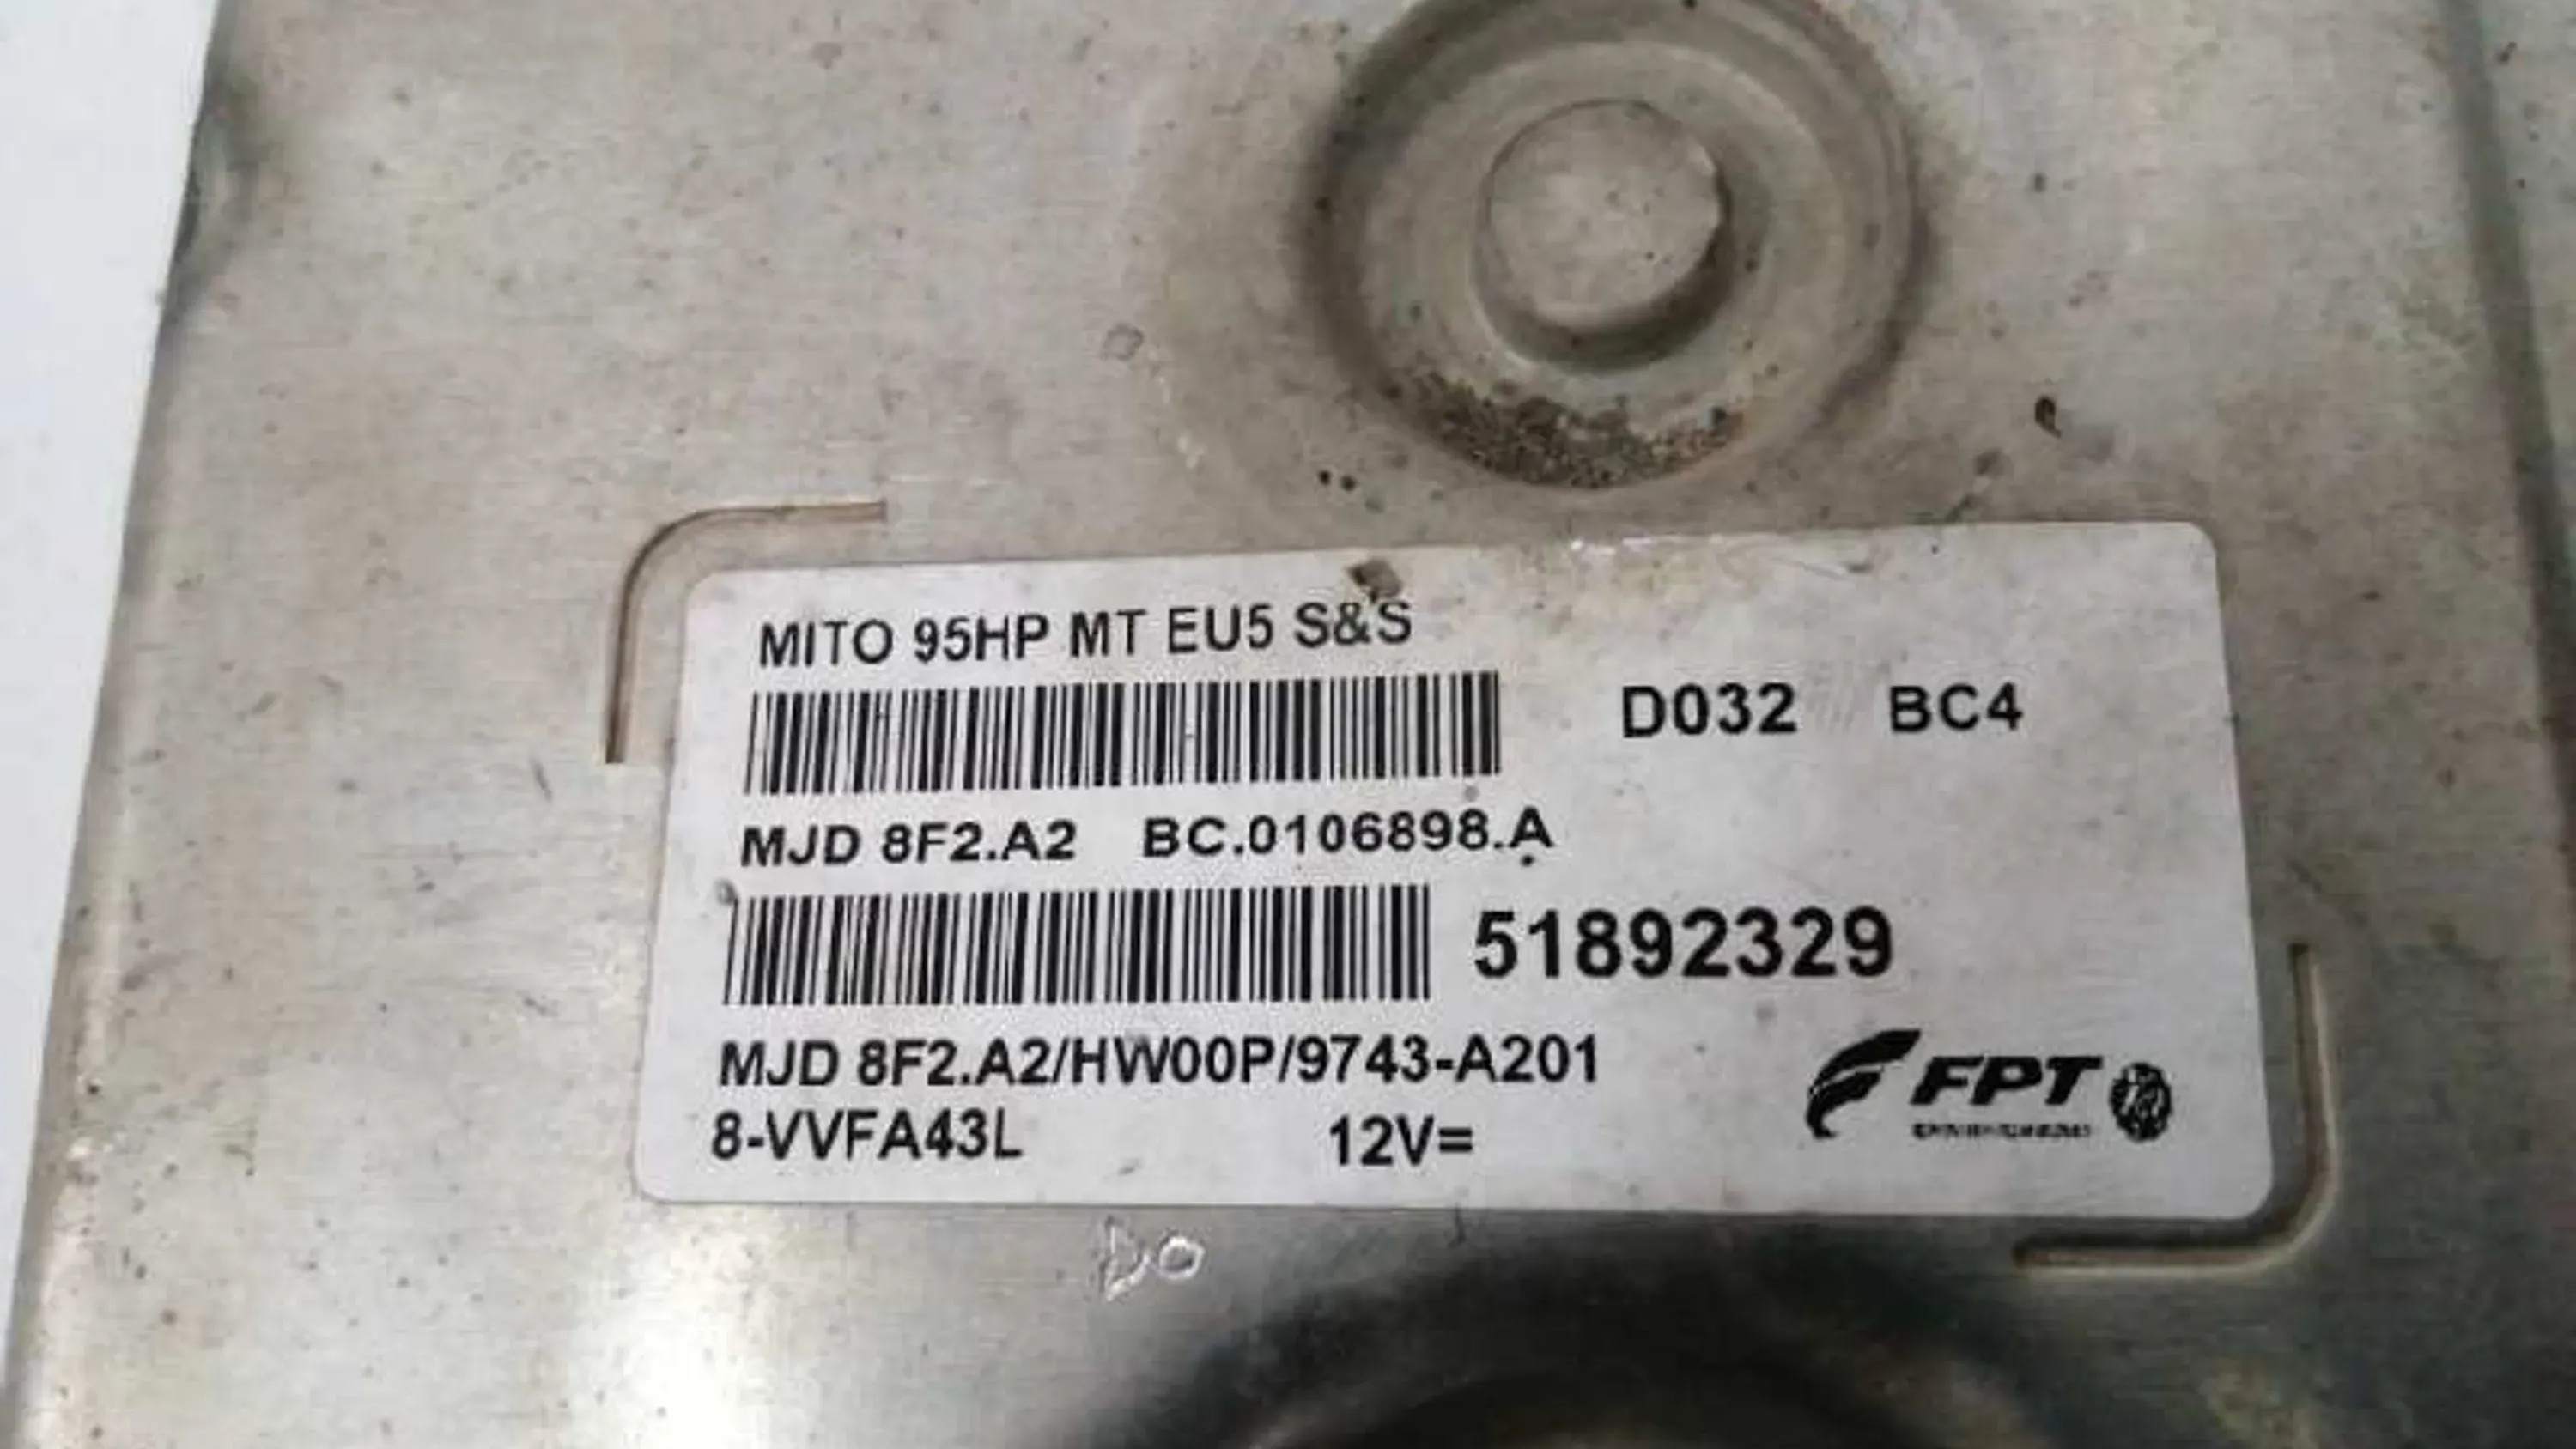 MITO 95HP MT EU5 S&S
D032 BC4
MJD 8F2.A2 BC.0106898.A
51892329
MJD 8F2.A2/HW00P/9743-A201
8-VVFA43L 12V=
FPT
DO